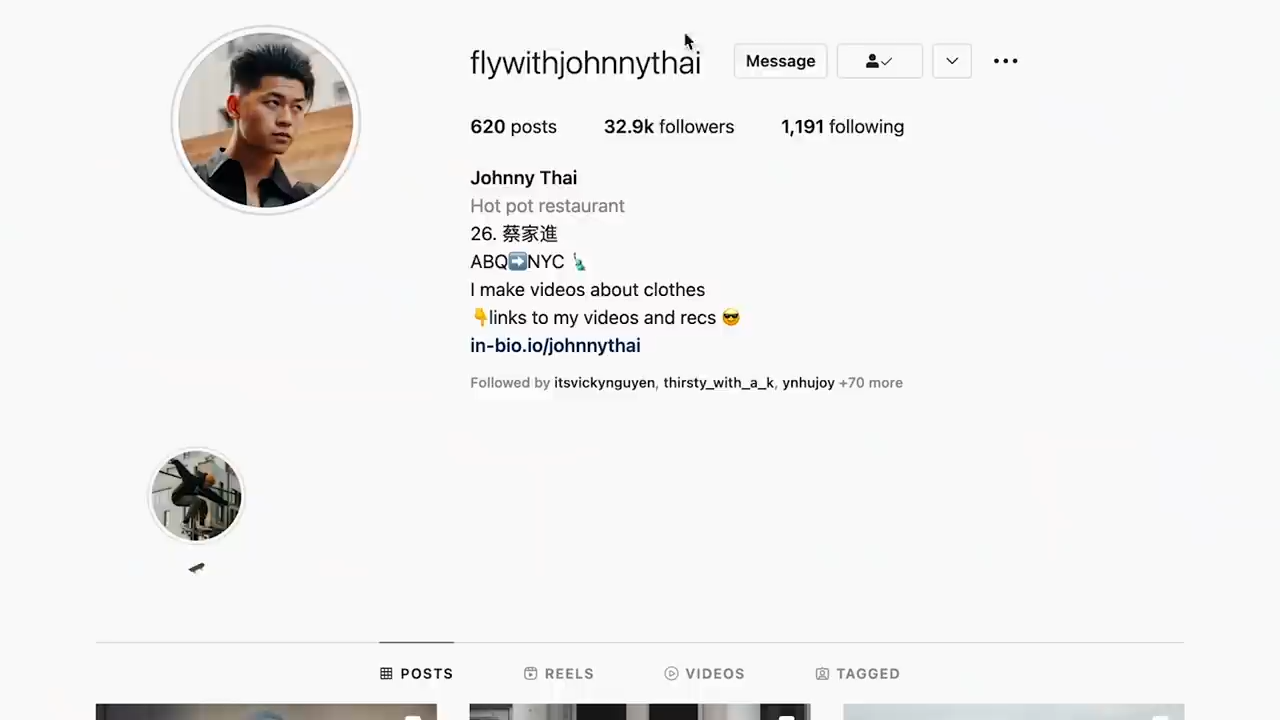 flywithjohnnythai
Message
620 posts 32.9k followers 1,191 following
Johnny Thai
Hot pot restaurant
26. 蔡家進
ABQ➡️NYC 🗽
I make videos about clothes
👇links to my videos and recs 😎
in-bio.io/johnnythai
Followed by itsvickynguyen, thirsty_with_a_k, ynhujoy +70 more
POSTS REELS VIDEOS TAGGED